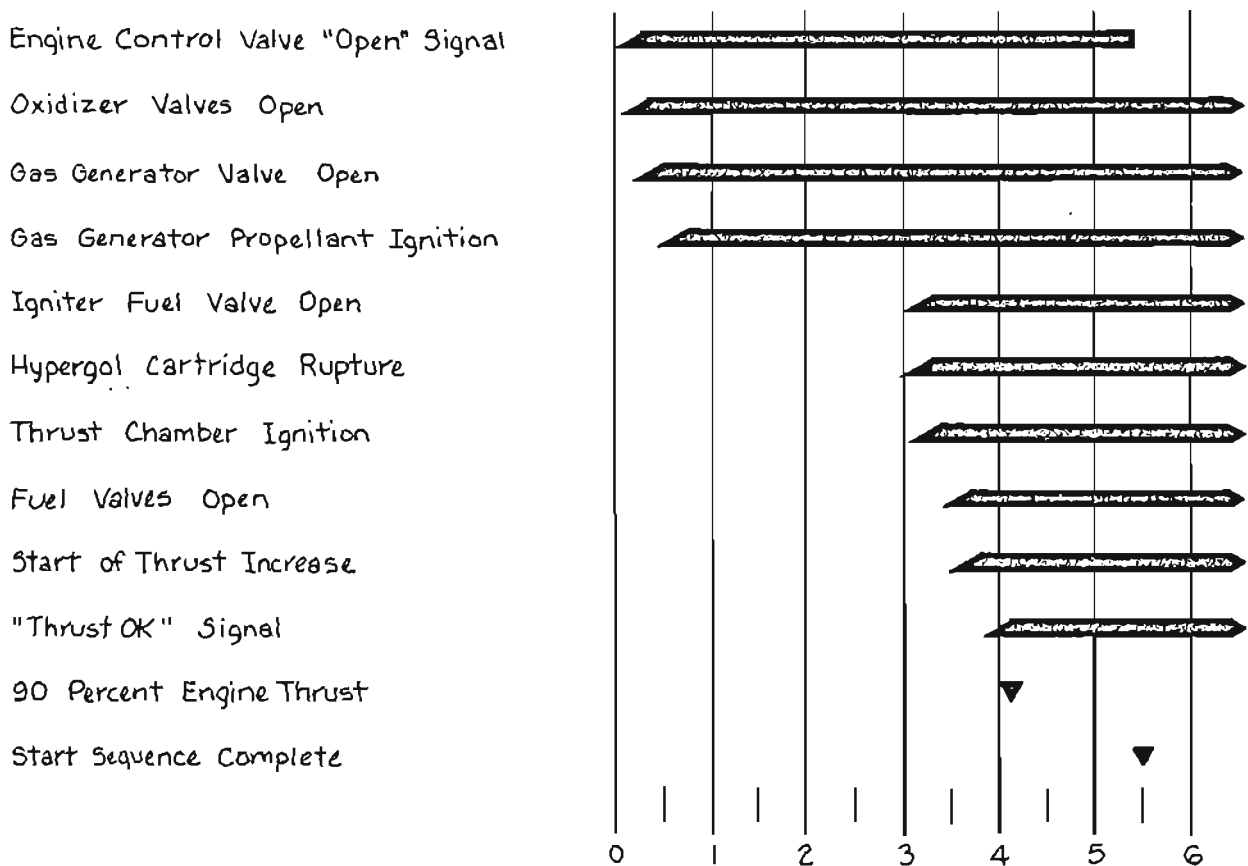 Engine Control Valve "Open" Signal
Oxidizer Valves Open
Gas Generator Valve Open
Gas Generator Propellant Ignition
Igniter Fuel Valve Open
Hypergol Cartridge Rupture
Thrust Chamber Ignition
Fuel Valves Open
Start of Thrust Increase
"Thrust OK" Signal
90 Percent Engine Thrust
Start Sequence Complete
0 1 2 3 4 5 6